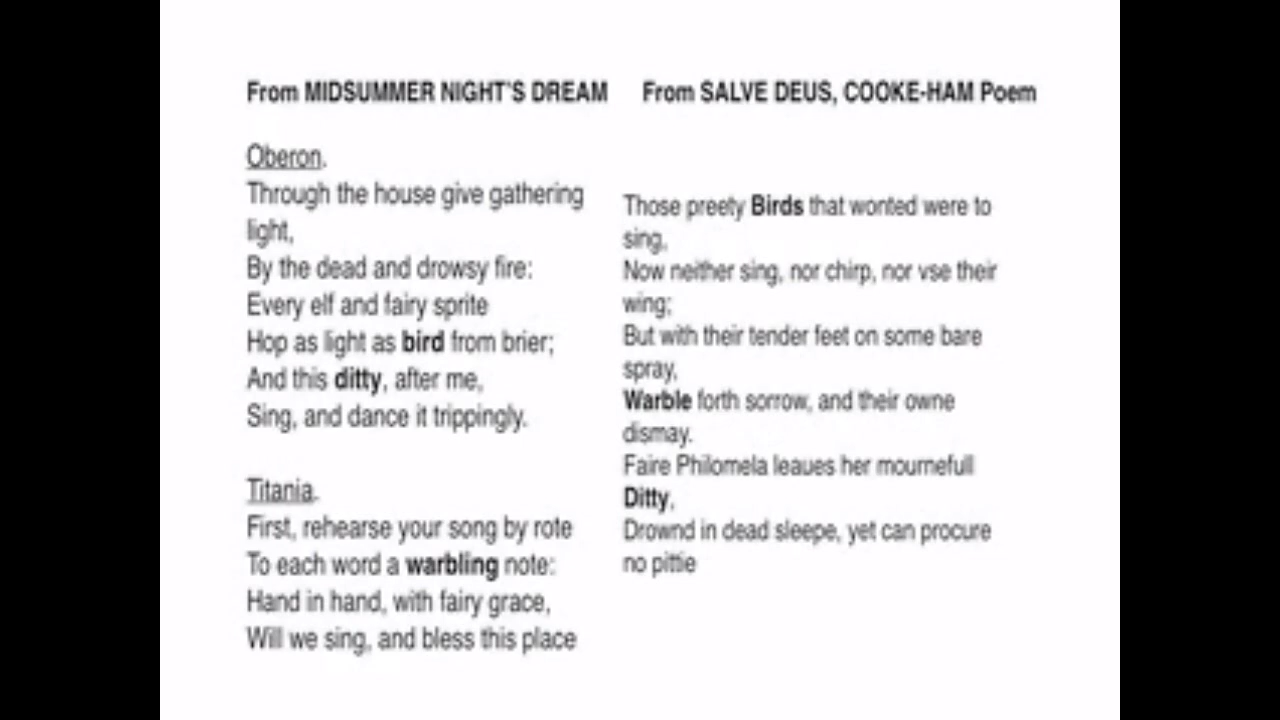 From MIDSUMMER NIGHT'S DREAM
Oberon.
Through the house give gathering
light,
By the dead and drowsy fire:
Every elf and fairy sprite
Hop as light as bird from brier;
And this ditty, after me,
Sing, and dance it trippingly.
Titania.
First, rehearse your song by rote
To each word a warbling note:
Hand in hand, with fairy grace,
Will we sing, and bless this place
From SALVE DEUS, COOKE-HAM Poem
Those preety Birds that wonted were to
sing,
Now neither sing, nor chirp, nor vse their
wing;
But with their tender feet on some bare
spray,
Warble forth sorrow, and their owne
dismay.
Faire Philomela leaues her mournefull
Ditty,
Drownd in dead sleepe, yet can procure
no pittie